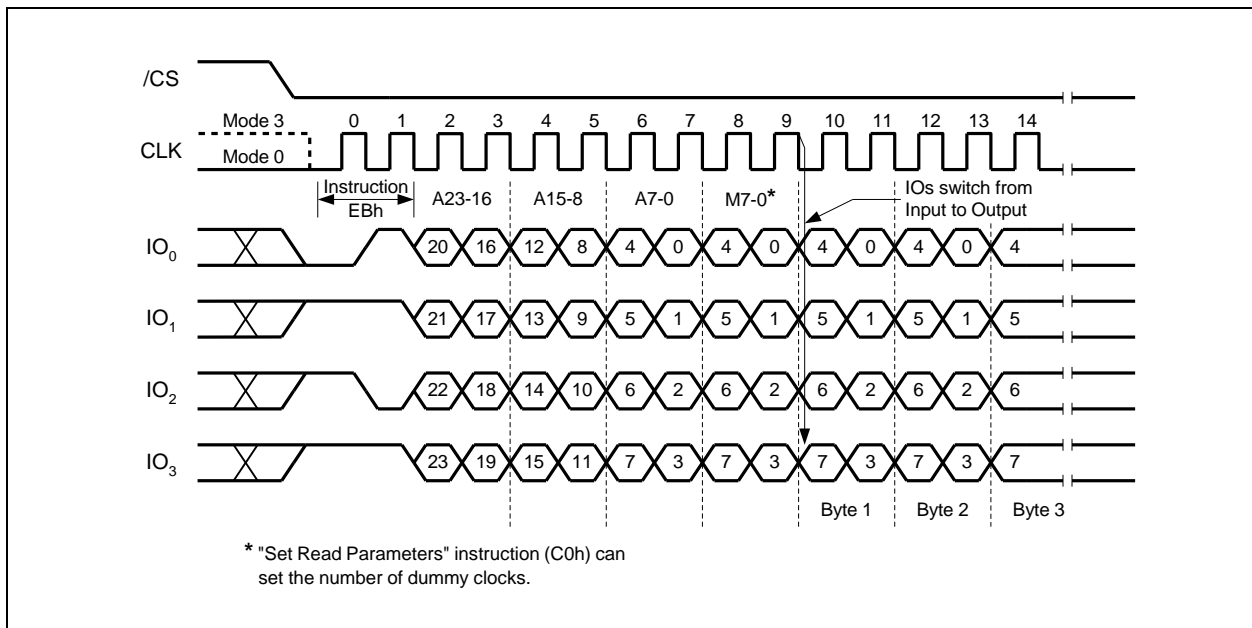 /CS
Mode 3 0 1 2 3 4 5 6 7 8 9 10 11 12 13 14
CLK
Mode 0
Instruction
EBh
A23-16 A15-8 A7-0 M7-0*
IOs switch from
Input to Output
IO0 20 16 12 8 4 0 4 0 4 0 4 0 4
IO1 21 17 13 9 5 1 5 1 5 1 5 1 5
IO2 22 18 14 10 6 2 6 2 6 2 6 2 6
IO3 23 19 15 11 7 3 7 3 7 3 7 3 7
Byte 1 Byte 2 Byte 3
* "Set Read Parameters" instruction (C0h) can
set the number of dummy clocks.